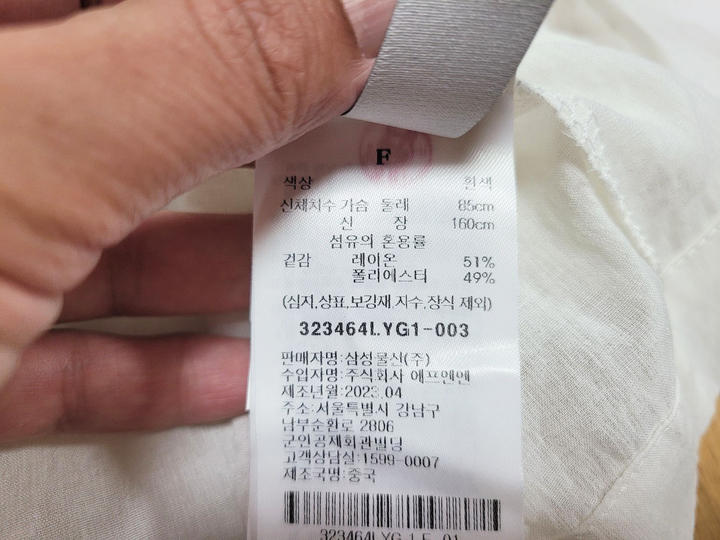 F
색상 흰색
신체치수 가슴 둘레 85cm
신 장 160cm
섬유의 혼용률
겉감 레이온 51%
폴리에스터 49%
(심지,상표,보강재,자수,장식 제외)
323464LYG1-003
판매자명:삼성물산(주)
수입자명:주식회사 에프엔엔
제조년월:2023.04
주소:서울특별시 강남구
남부순환로 2806
군인공제회관빌딩
고객상담실:1599-0007
제조국명:중국
323464LYG 1 F 01